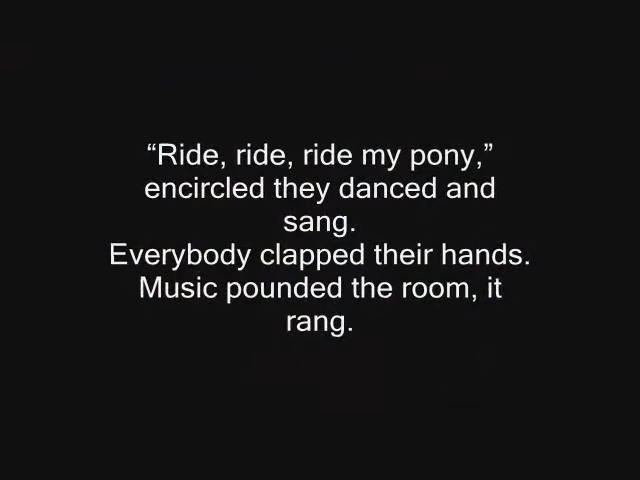 “Ride, ride, ride my pony,”
encircled they danced and
sang.
Everybody clapped their hands.
Music pounded the room, it
rang.